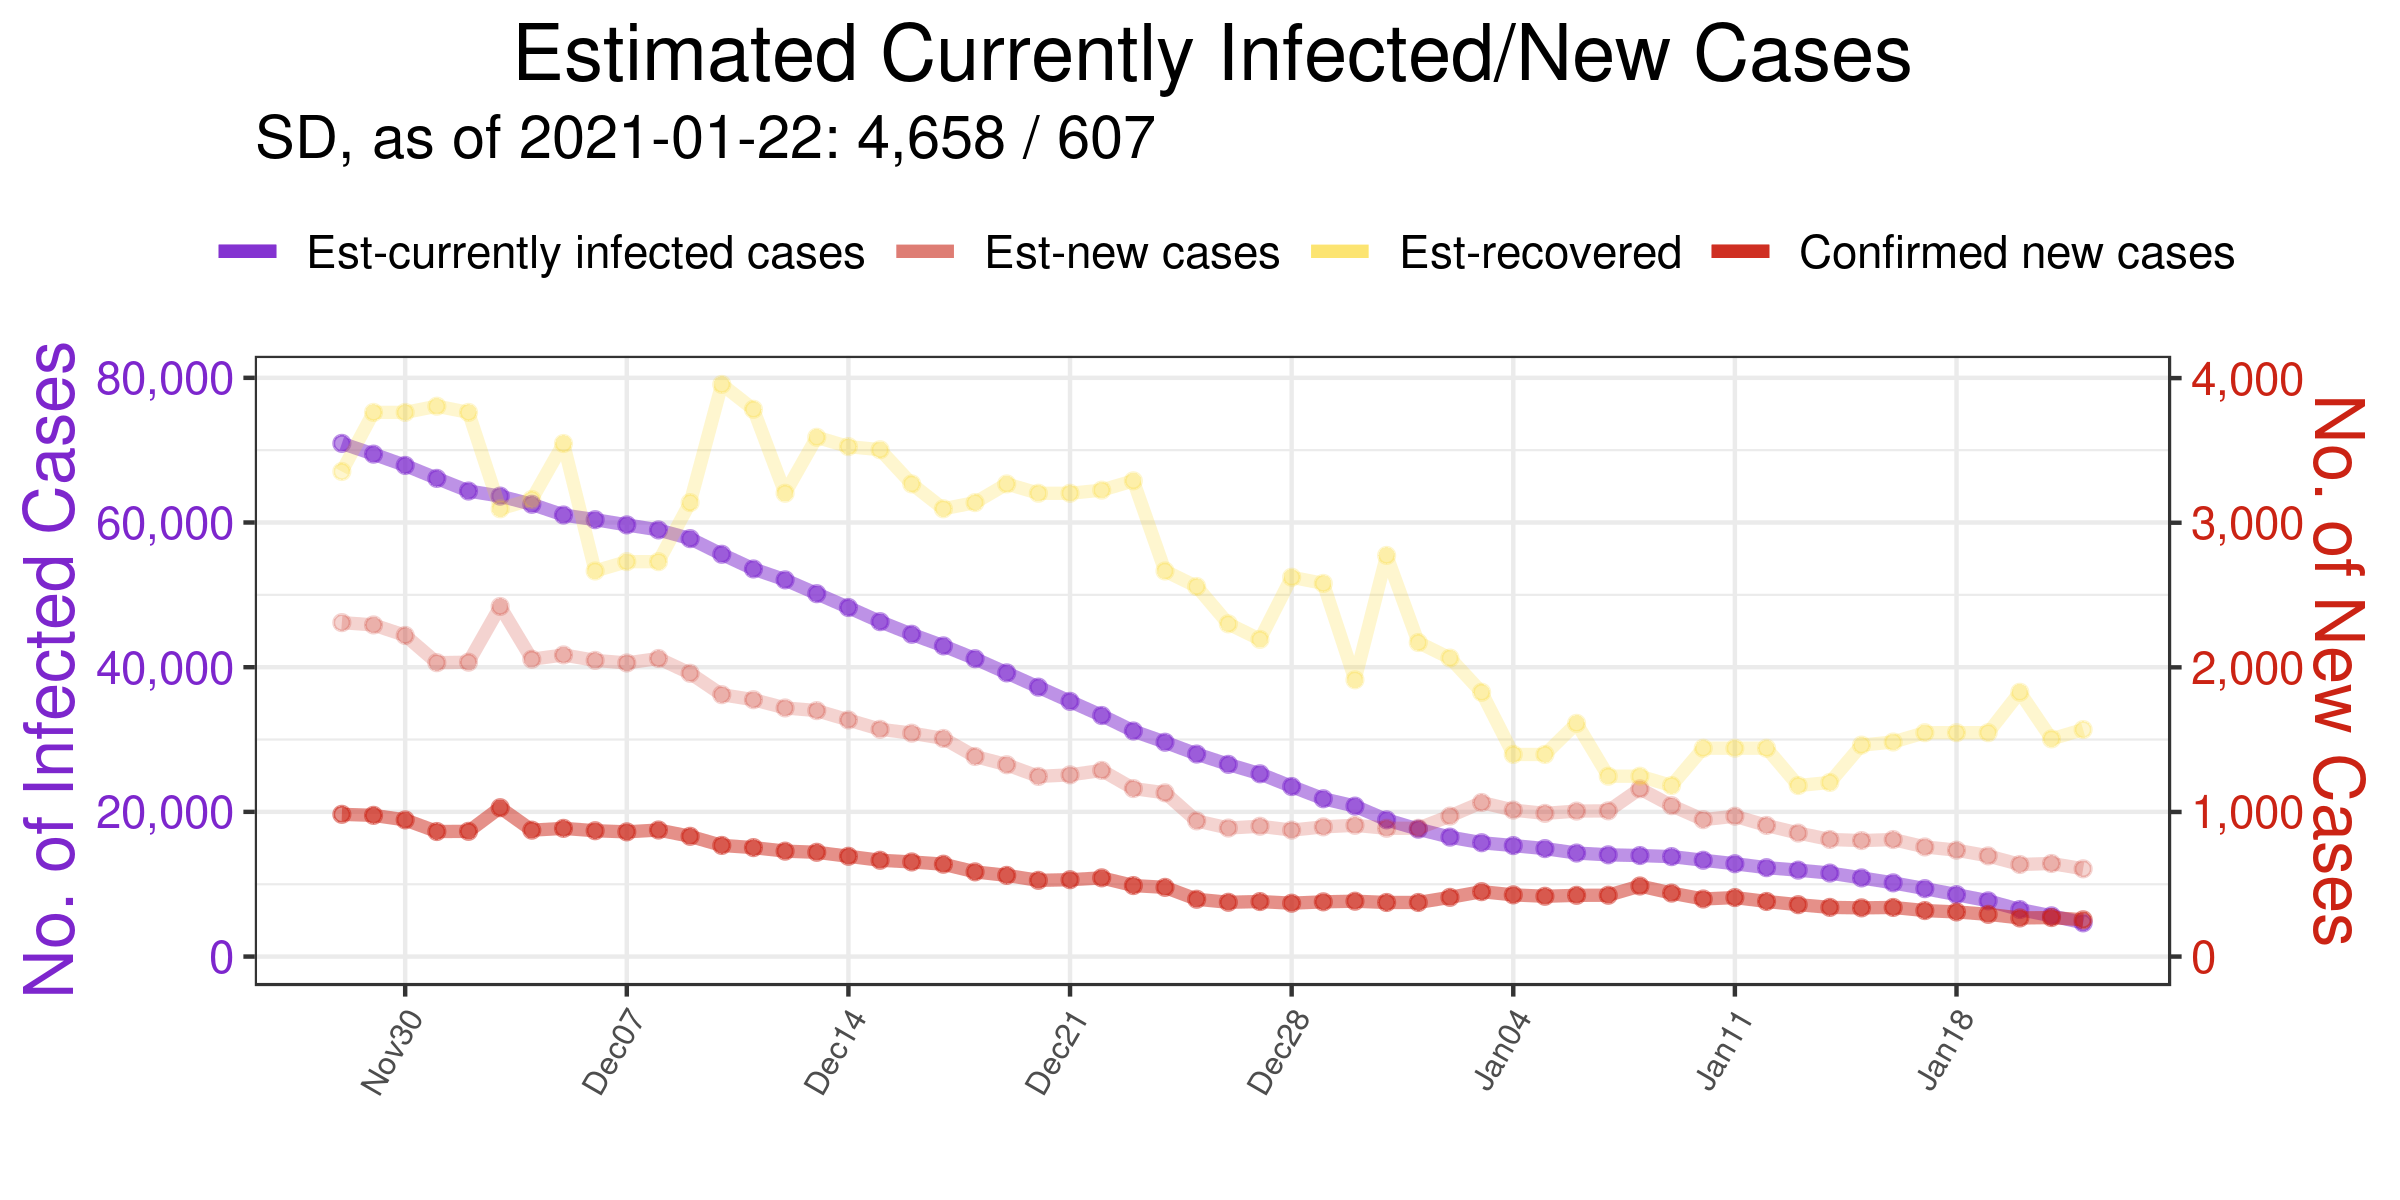 Estimated Currently Infected/New Cases
SD, as of 2021-01-22: 4,658 / 607
Est-currently infected cases Est-new cases Est-recovered Confirmed new cases
No. of Infected Cases
80,000
60,000
40,000
20,000
0
4,000
3,000
2,000
1,000
0
No. of New Cases
Nov30 Dec07 Dec14 Dec21 Dec28 Jan04 Jan11 Jan18